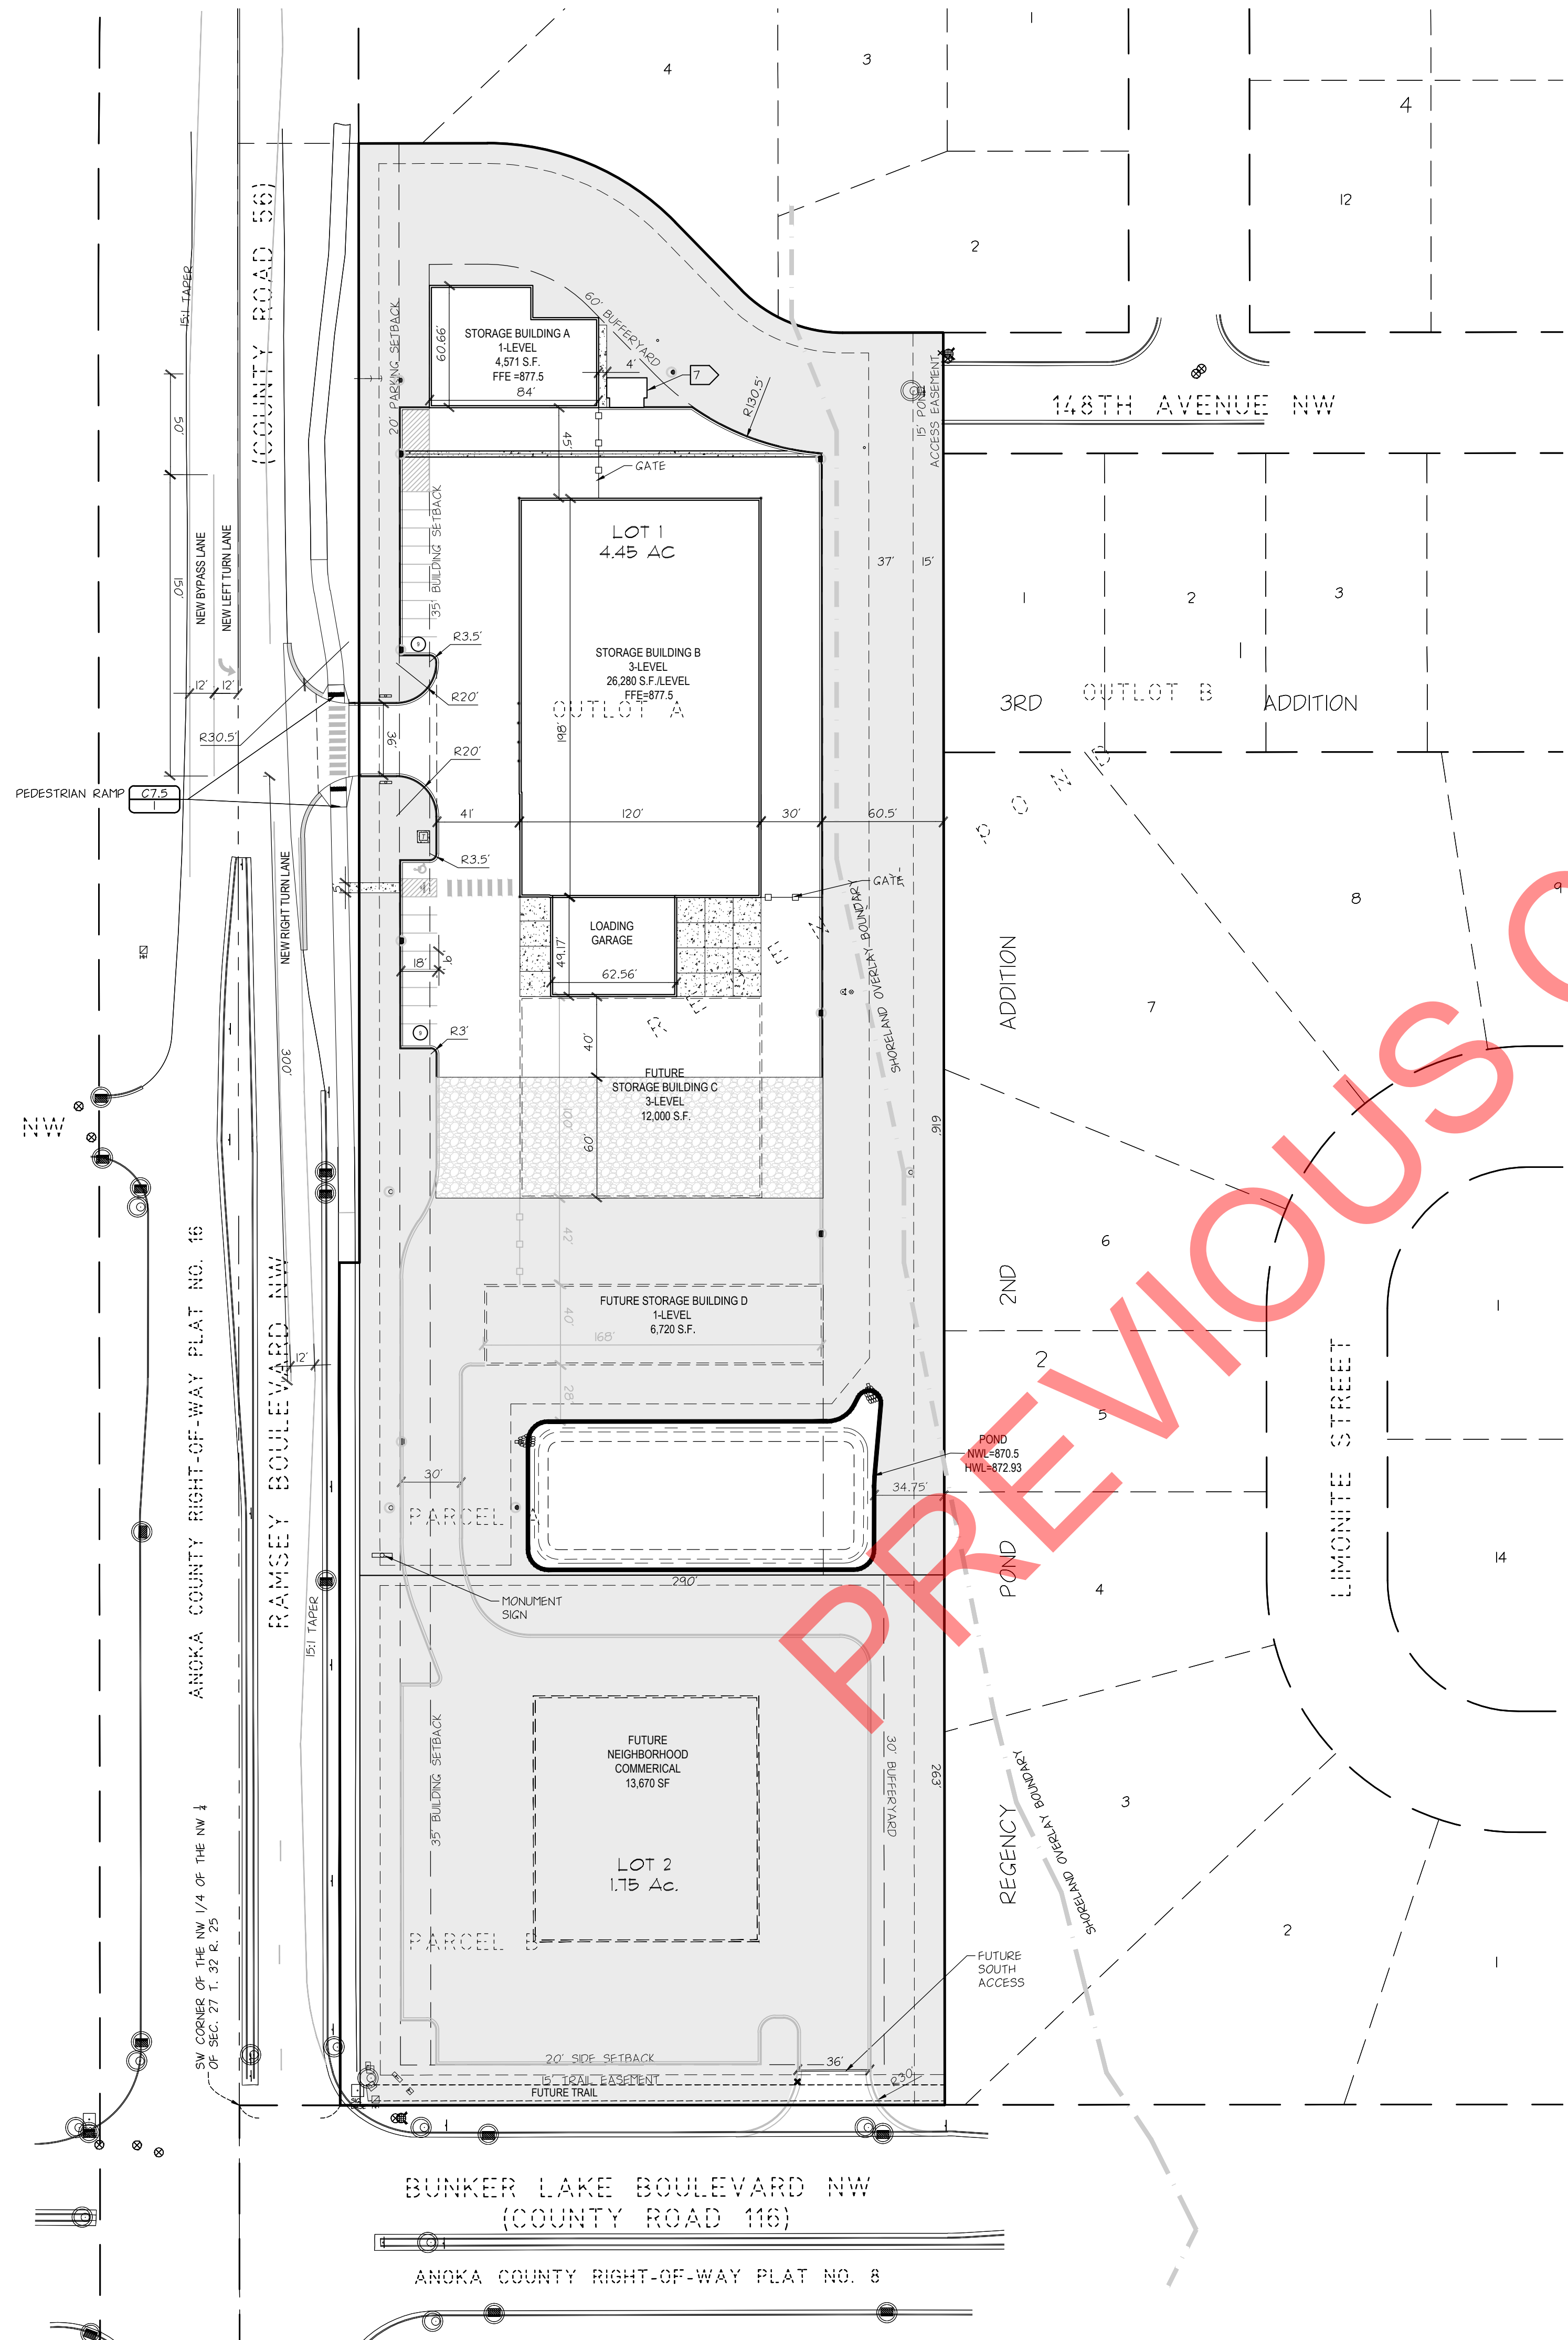 4
3
1
4
12
2
(COUNTY ROAD 56)
15:1 TAPER
20' PARKING SETBACK
60.66'
STORAGE BUILDING A
1-LEVEL
4,571 S.F.
FFE =877.5
84'
60' BUFFERYARD
4'
7
R130.5'
15' POND
ACCESS EASEMENT
148TH AVENUE NW
50'
45'
GATE
35' BUILDING SETBACK
LOT 1
4.45 AC
37'
15'
150'
NEW BYPASS LANE
NEW LEFT TURN LANE
1
2
3
1
9
R3.5'
STORAGE BUILDING B
3-LEVEL
26,280 S.F./LEVEL
FFE=877.5
OUTLOT A
198'
12'
12'
R20'
3RD
OUTLOT B
ADDITION
R30.5'
36'
R20'
PEDESTRIAN RAMP
C7.5
1
41'
120'
30'
60.5'
POND
R3.5'
5'
NEW RIGHT TURN LANE
GATE
8
9
LOADING
GARAGE
49.17'
62.56'
18'
9'
SHORELAND OVERLAY BOUNDARY
ADDITION
7
9
R3'
40'
300'
FUTURE
STORAGE BUILDING C
3-LEVEL
12,000 S.F.
100'
60'
616'
NW
ANOKA COUNTY RIGHT-OF-WAY PLAT NO. 16
RAMSEY BOULEVARD NW
42'
6
2ND
FUTURE STORAGE BUILDING D
1-LEVEL
6,720 S.F.
40'
168'
12'
28'
2
1
5
LIMONITE STREET
POND
NWL=870.5
HWL=872.93
34.75'
30'
PARCEL A
POND
14
4
290'
MONUMENT
SIGN
15:1 TAPER
35' BUILDING SETBACK
FUTURE
NEIGHBORHOOD
COMMERICAL
13,670 SF
30' BUFFERYARD
263'
LOT 2
1.75 Ac.
REGENCY
SHORELAND OVERLAY BOUNDARY
3
2
1
SW CORNER OF THE NW 1/4 OF THE NW ¼
OF SEC. 27 T. 32 R. 25
PARCEL B
FUTURE
SOUTH
ACCESS
20' SIDE SETBACK
36'
15' TRAIL EASEMENT
FUTURE TRAIL
R30'
BUNKER LAKE BOULEVARD NW
(COUNTY ROAD 116)
ANOKA COUNTY RIGHT-OF-WAY PLAT NO. 8
PREVIOUS